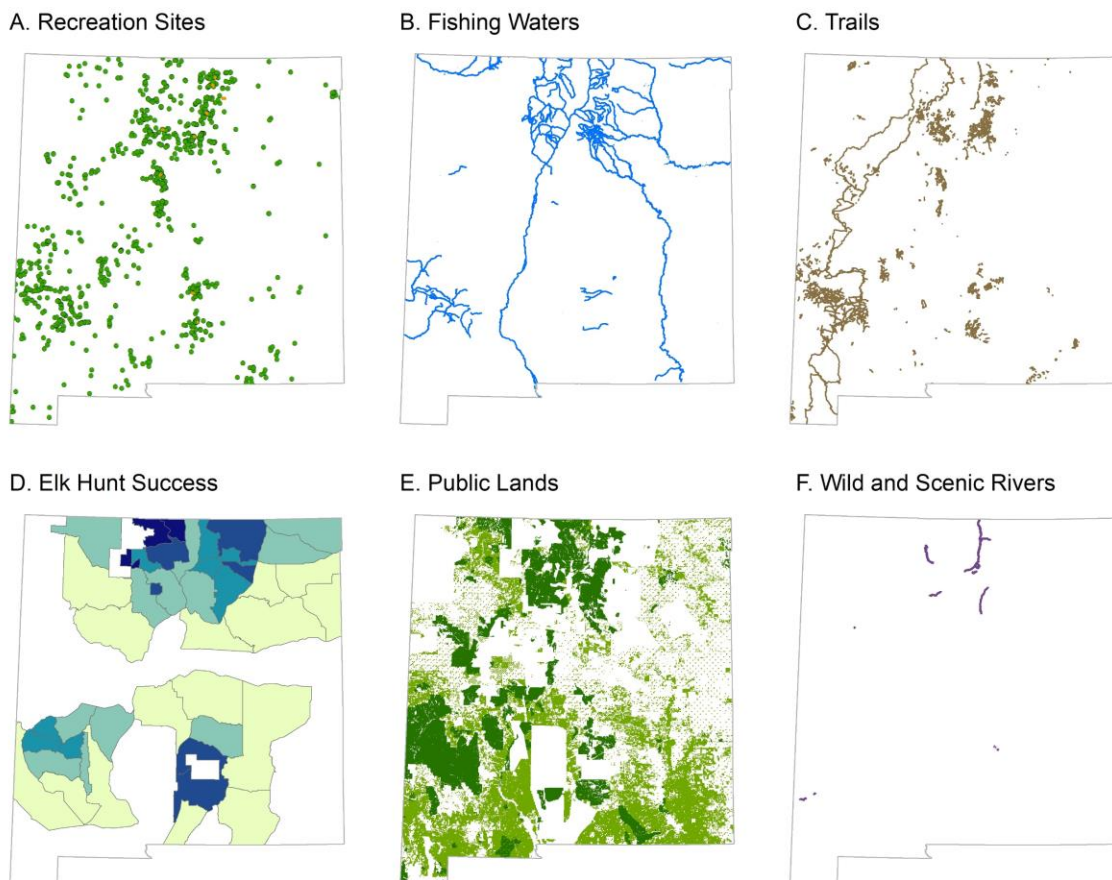 A. Recreation Sites
B. Fishing Waters
C. Trails
D. Elk Hunt Success
E. Public Lands
F. Wild and Scenic Rivers